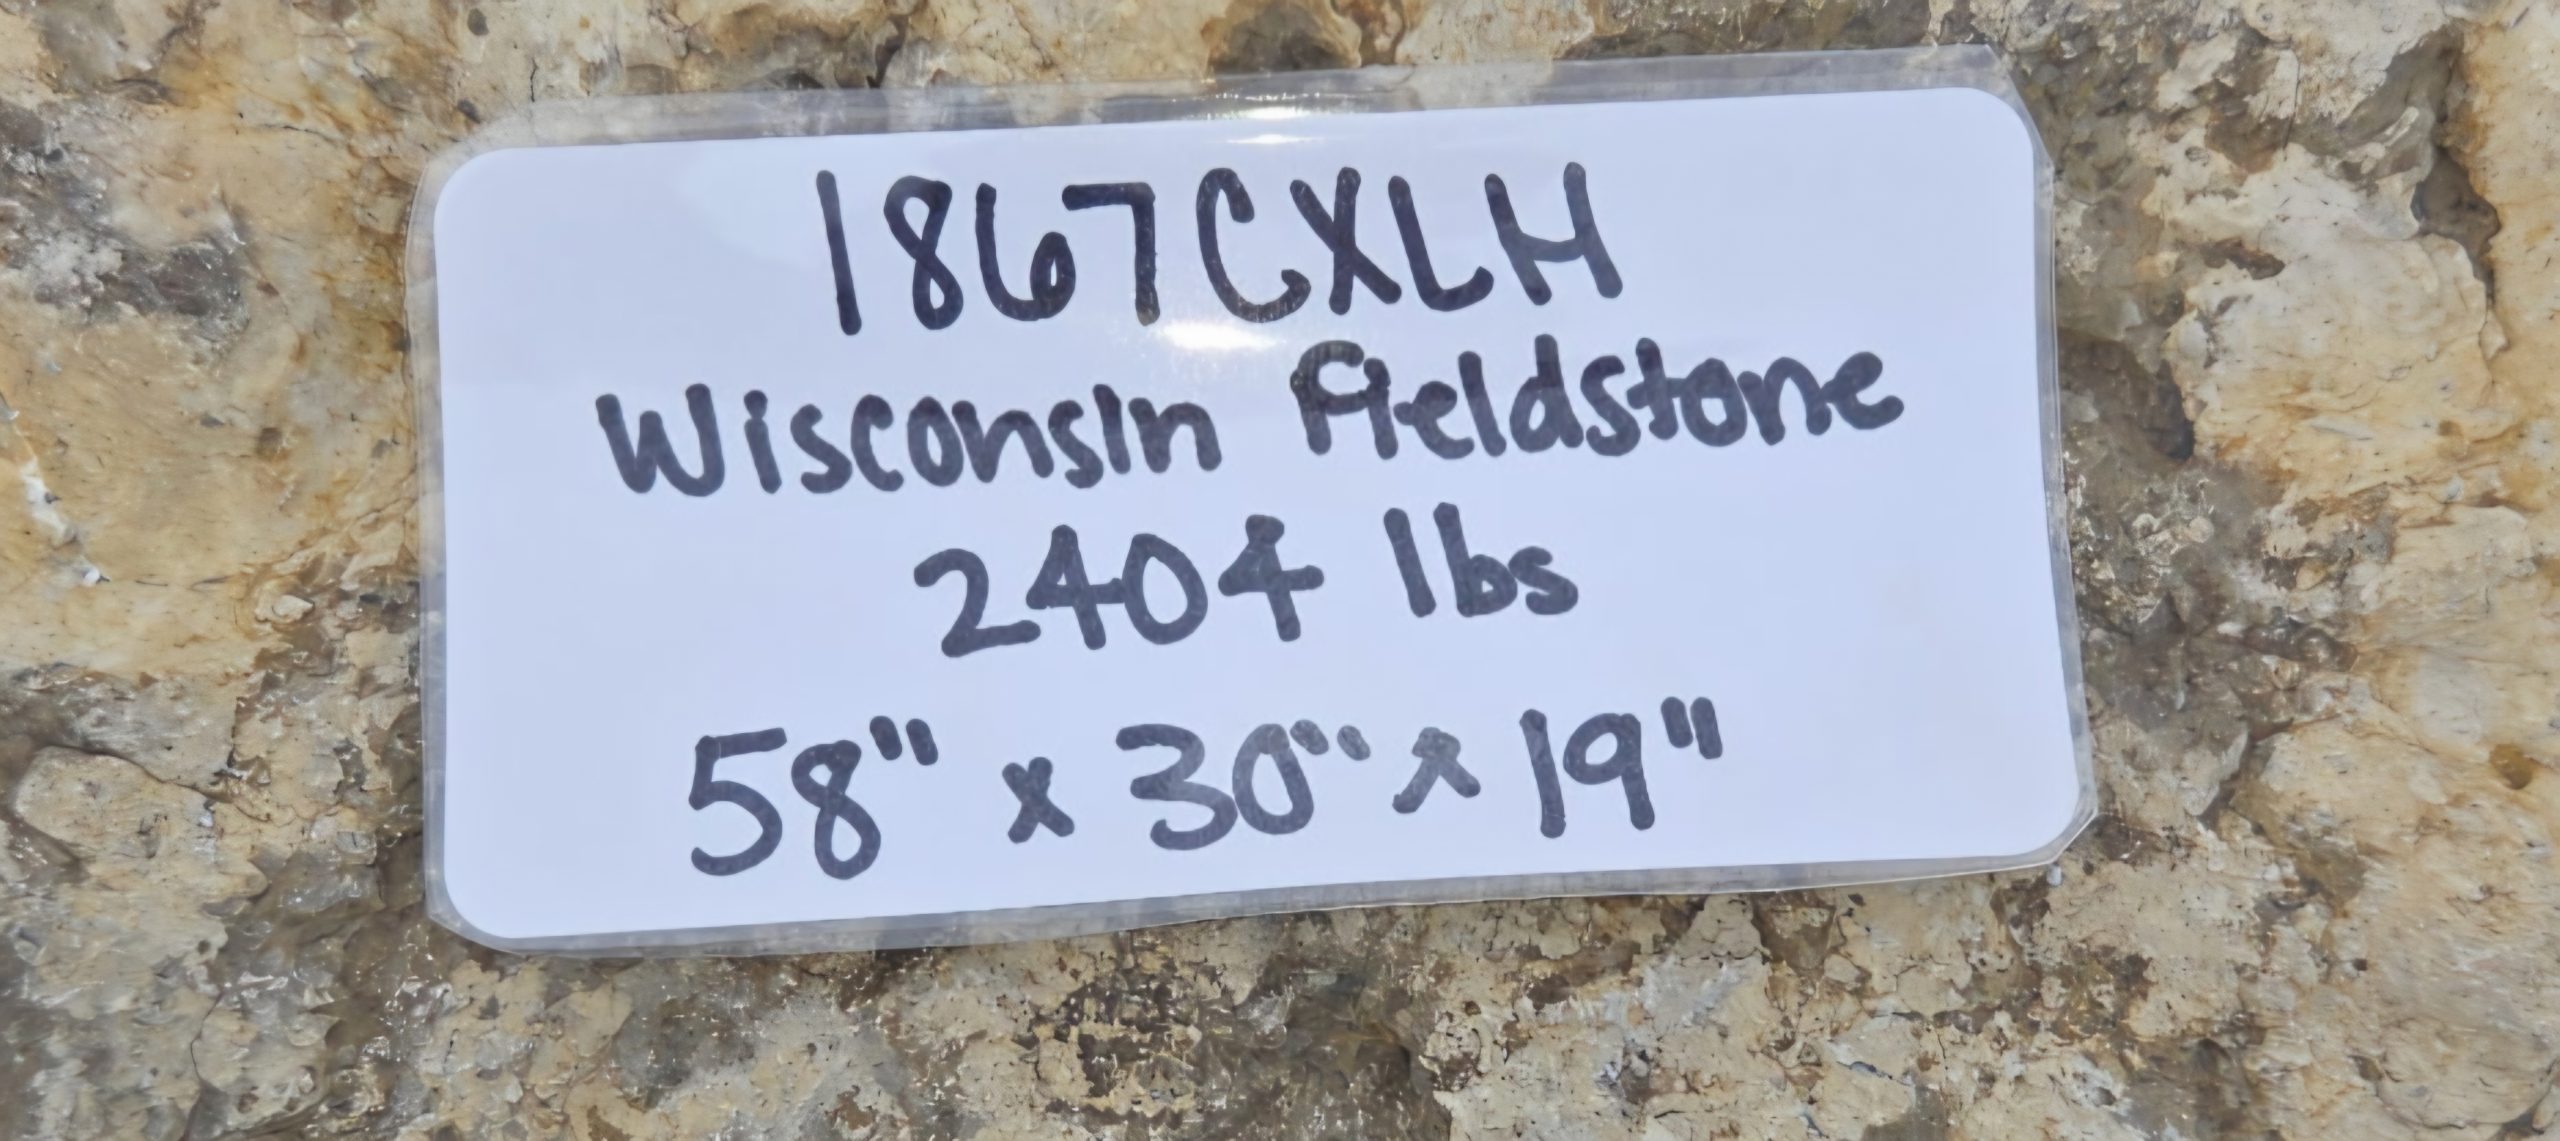 1867CXLH
Wisconsin Fieldstone
2404 lbs
58" x 30" x 19"